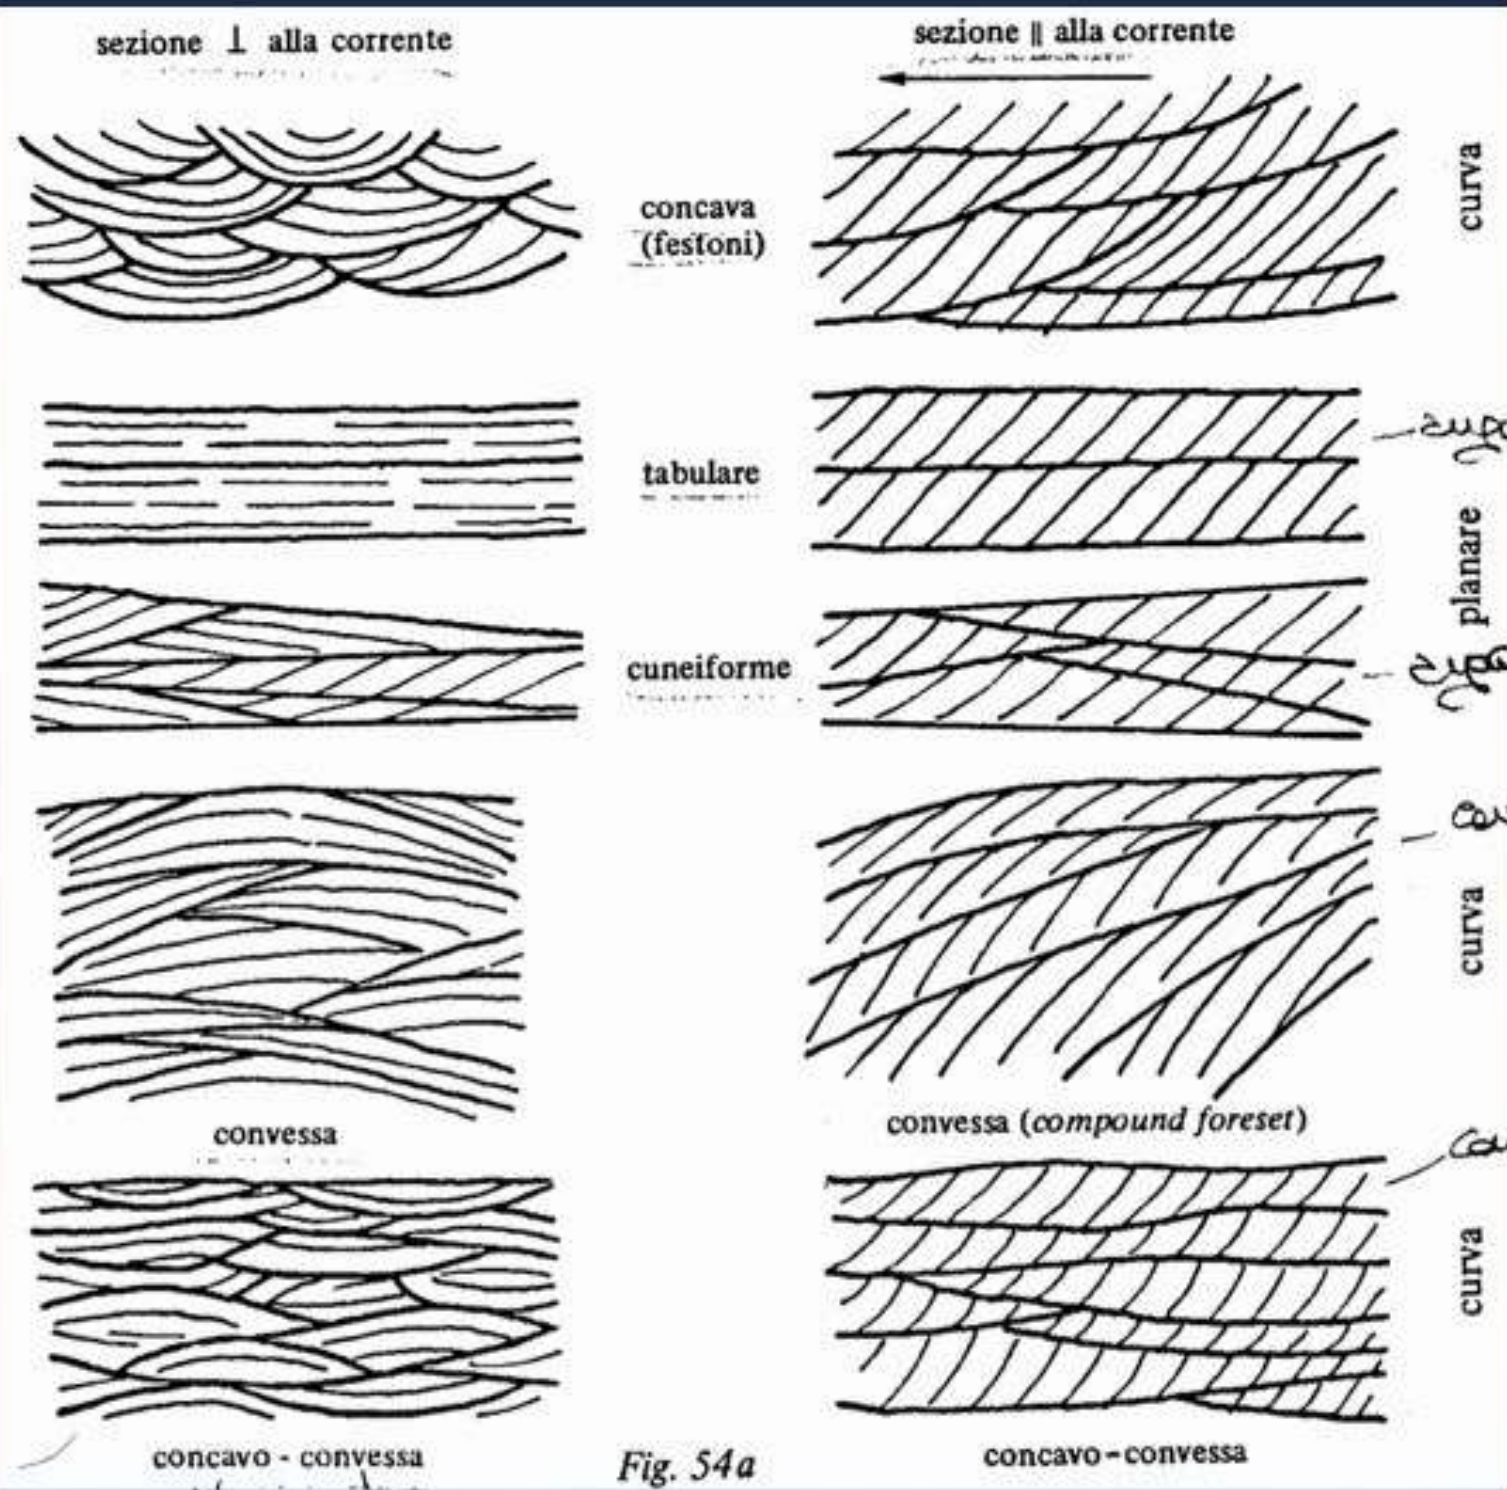 sezione ⊥ alla corrente
sezione || alla corrente
concava
(festoni)
curva
tabulare
planare
cuneiforme
convessa
convessa (compound foreset)
curva
concavo - convessa
Fig. 54a
concavo-convessa
curva